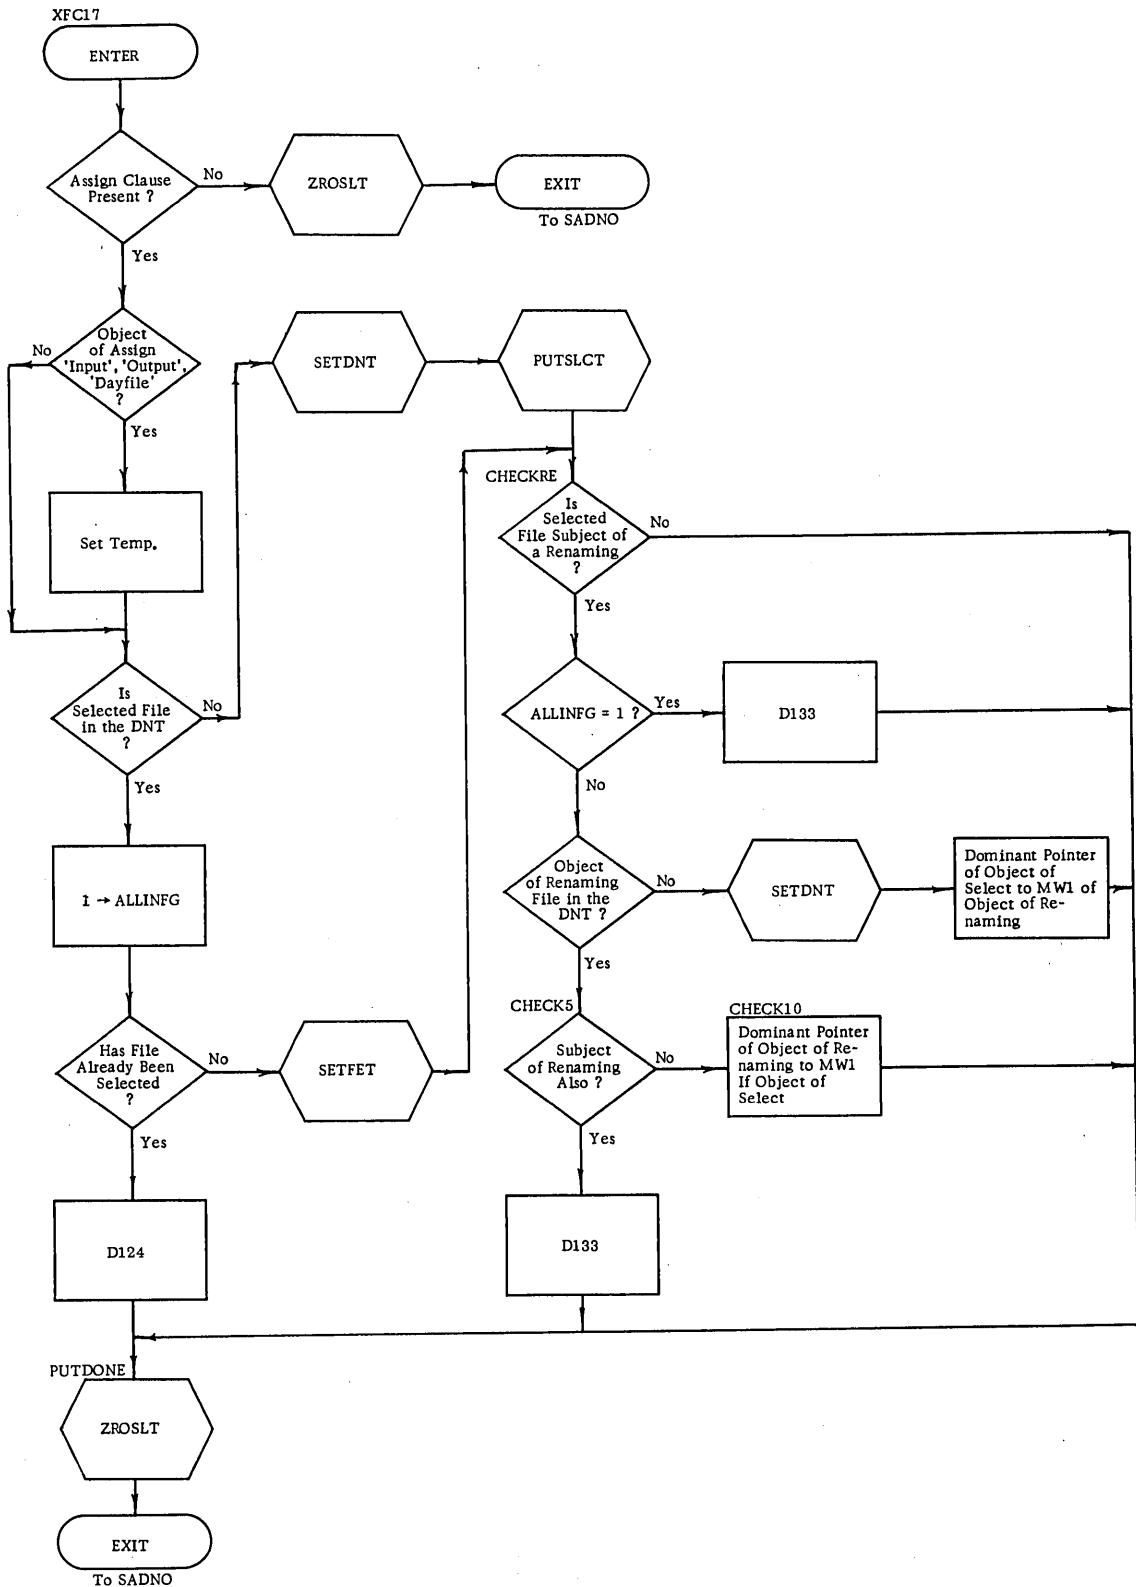 XFC17
ENTER
Assign Clause
Present ?
No
ZROSLT
EXIT
To SADNO
Yes
Object
of Assign
'Input', 'Output',
'Dayfile'
?
No
Yes
Set Temp.
SETDNT
PUTSLCT
Is
Selected File
in the DNT
?
No
Yes
1 → ALLINFG
Has File
Already Been
Selected
?
No
SETFET
Yes
D124
CHECKRE
Is
Selected
File Subject of
a Renaming
?
No
Yes
ALLINFG = 1 ?
Yes
D133
No
Object
of Renaming
File in the
DNT ?
No
SETDNT
Dominant Pointer
of Object of
Select to MW1 of
Object of Re-
naming
Yes
CHECK5
Subject
of Renaming
Also ?
No
CHECK10
Dominant Pointer
of Object of Re-
naming to MW1
If Object of
Select
Yes
D133
PUTDONE
ZROSLT
EXIT
To SADNO